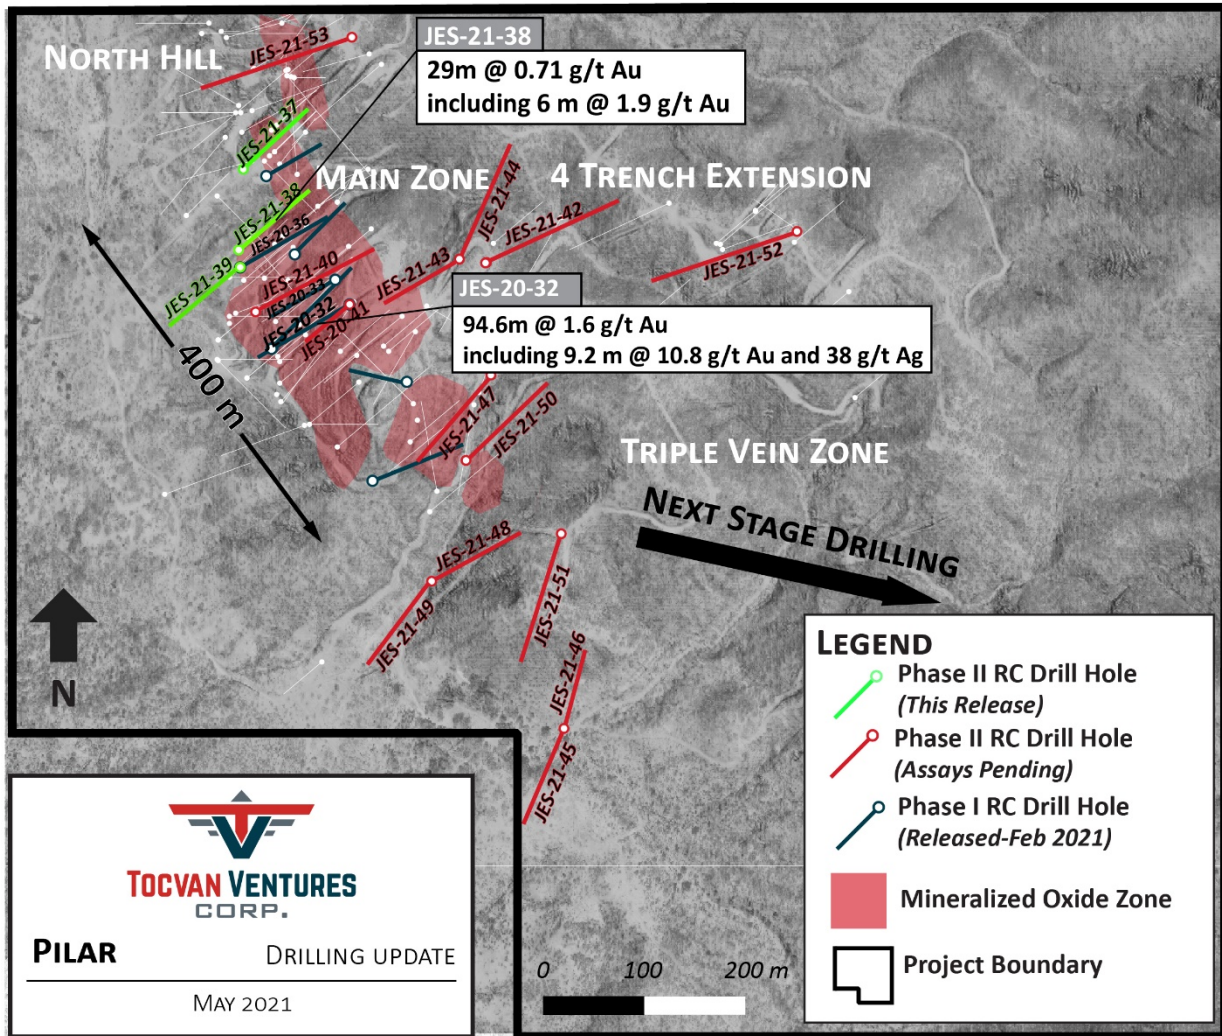 NORTH HILL
JES-21-53
JES-21-38
29m @ 0.71 g/t Au
including 6 m @ 1.9 g/t Au
JES-21-37
MAIN ZONE
JES-21-44
4 TRENCH EXTENSION
JES-21-38
JES-20-36
JES-21-42
JES-21-39
JES-21-40
JES-21-43
JES-21-52
JES-20-33
JES-20-32
JES-20-41
JES-20-32
94.6m @ 1.6 g/t Au
including 9.2 m @ 10.8 g/t Au and 38 g/t Ag
400 m
JES-21-47
JES-21-50
TRIPLE VEIN ZONE
NEXT STAGE DRILLING
JES-21-48
JES-21-49
JES-21-51
JES-21-46
JES-21-45
N
LEGEND
Phase II RC Drill Hole
(This Release)
Phase II RC Drill Hole
(Assays Pending)
Phase I RC Drill Hole
(Released-Feb 2021)
Mineralized Oxide Zone
Project Boundary
TOCVAN VENTURES
CORP.
PILAR DRILLING UPDATE
MAY 2021
0 100 200 m